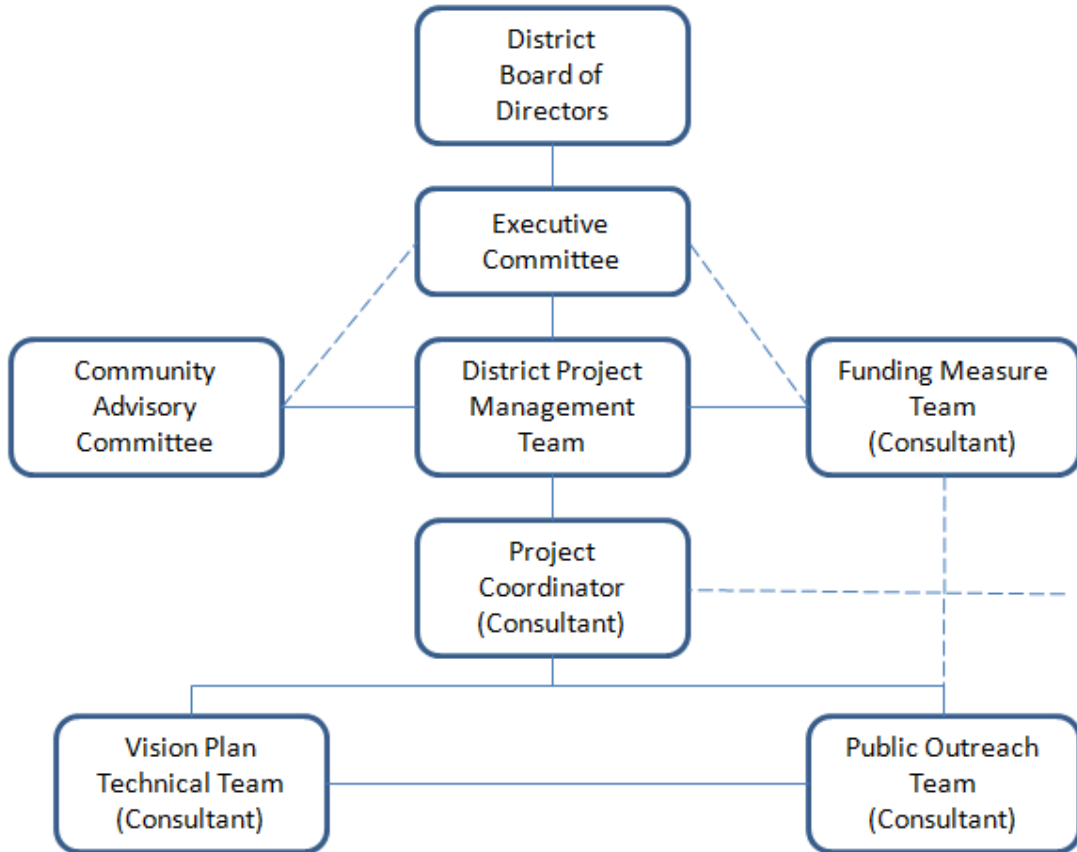 District
Board of
Directors
Executive
Committee
Community
Advisory
Committee
District Project
Management
Team
Funding Measure
Team
(Consultant)
Project
Coordinator
(Consultant)
Vision Plan
Technical Team
(Consultant)
Public Outreach
Team
(Consultant)